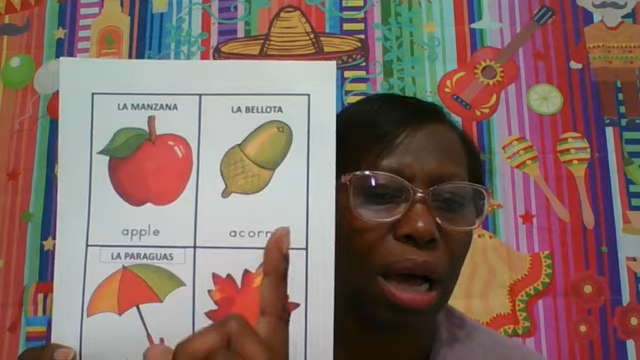 LA MANZANA
LA BELLOTA
apple
acorn
LA PARAGUAS